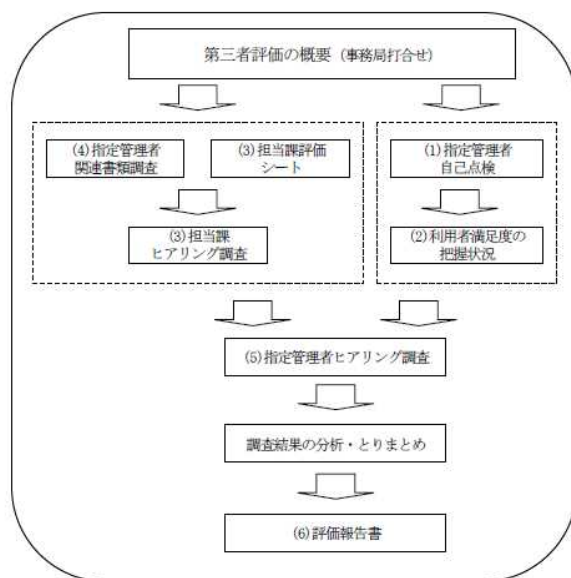 第三者評価の概要（事務局打合せ）
(4)指定管理者
関連書類調査
(3)担当課評価
シート
(3)担当課
ヒアリング調査
(1)指定管理者
自己点検
(2)利用者満足度の
把握状況
(5)指定管理者ヒアリング調査
調査結果の分析・とりまとめ
(6)評価報告書